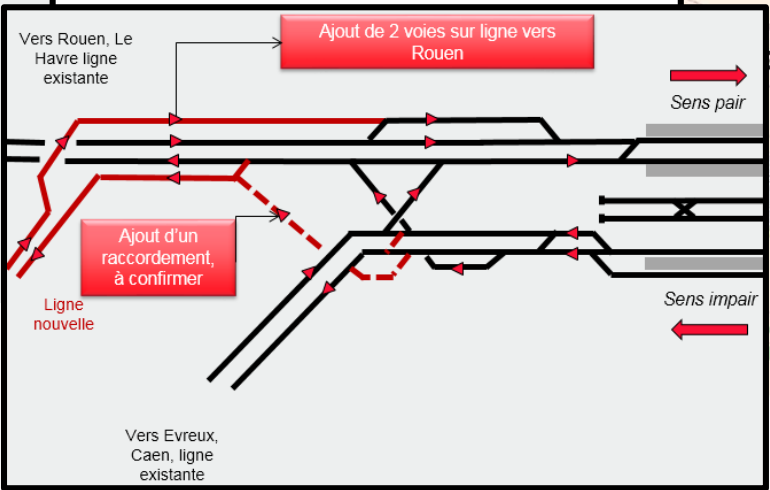 Vers Rouen, Le
Havre ligne
existante
Ajout de 2 voies sur ligne vers
Rouen
Sens pair
Ajout d’un
raccordement,
à confirmer
Ligne
nouvelle
Sens impair
Vers Evreux,
Caen, ligne
existante